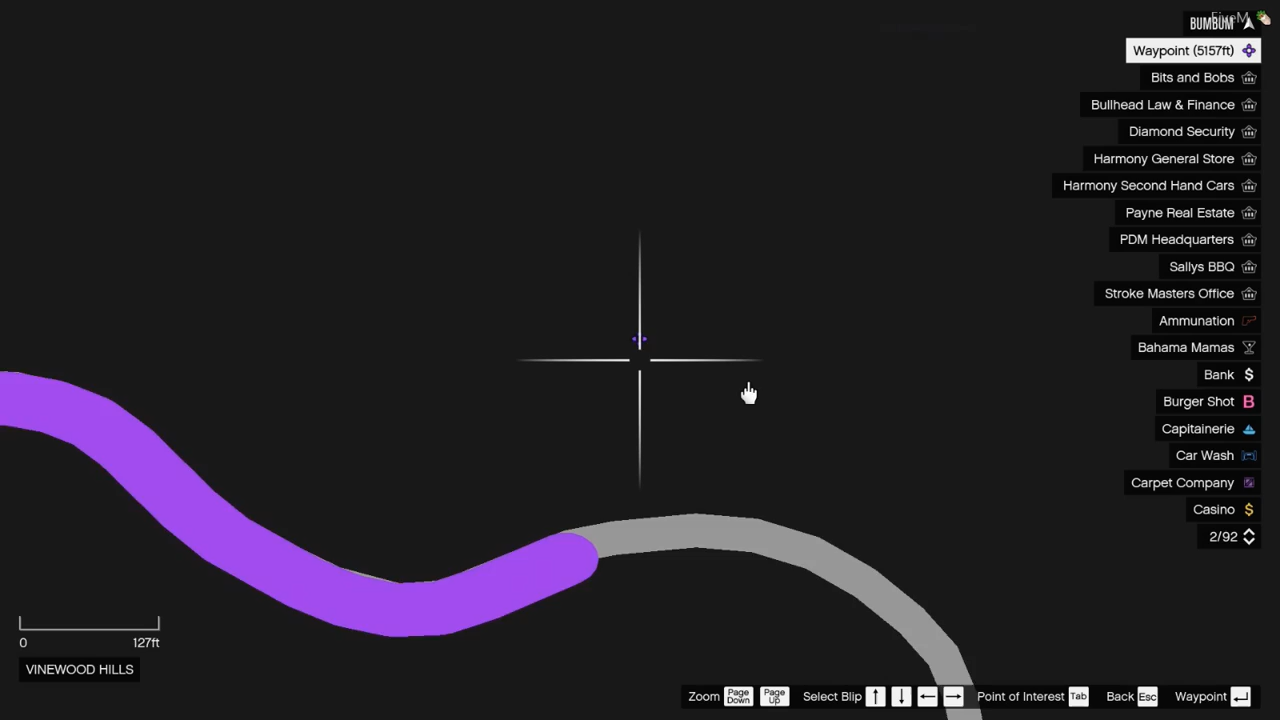 FiveM
BUMBUM
Waypoint (5157ft)
Bits and Bobs
Bullhead Law & Finance
Diamond Security
Harmony General Store
Harmony Second Hand Cars
Payne Real Estate
PDM Headquarters
Sallys BBQ
Stroke Masters Office
Ammunation
Bahama Mamas
Bank $
Burger Shot B
Capitainerie
Car Wash
Carpet Company
Casino $
2/92
0 127ft
VINEWOOD HILLS
Zoom Page Down Page Up Select Blip ↑ ↓ ← → Point of Interest Tab Back Esc Waypoint ↵